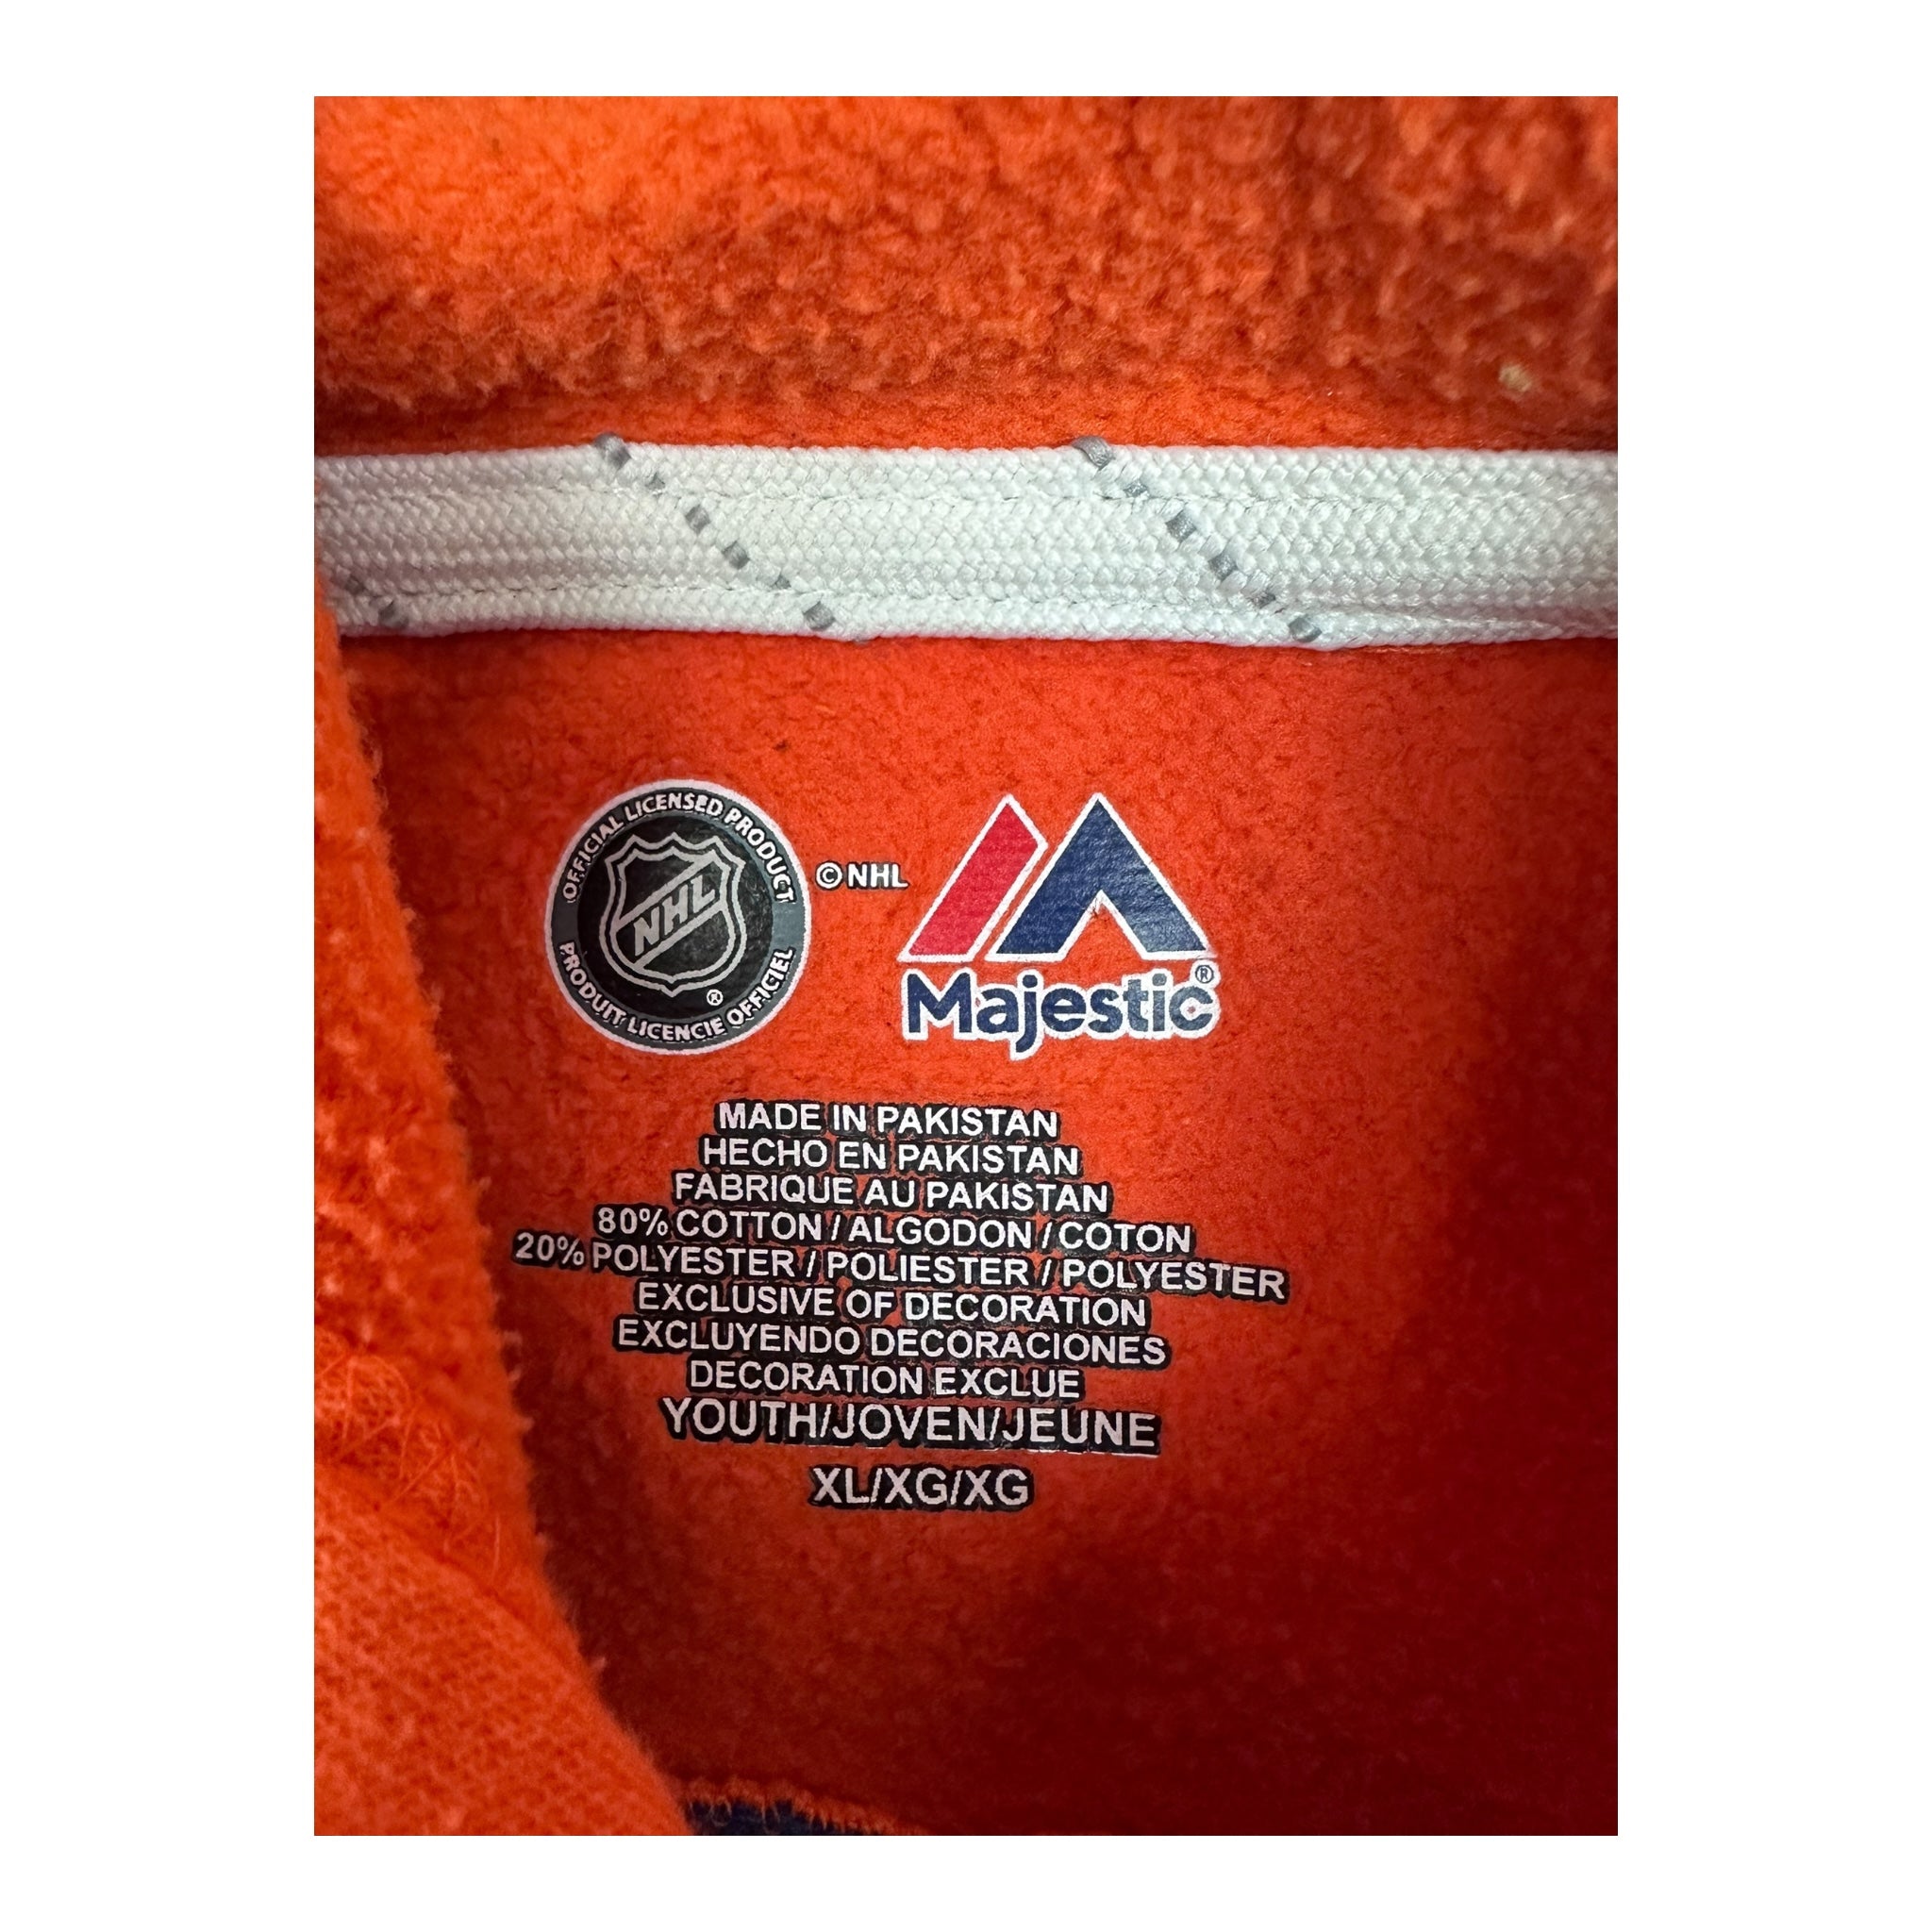 OFFICIAL LICENSED PRODUCT
NHL
®
PRODUIT LICENCIE OFFICIEL
© NHL
Majestic®
MADE IN PAKISTAN
HECHO EN PAKISTAN
FABRIQUE AU PAKISTAN
80% COTTON / ALGODON / COTON
20% POLYESTER / POLIESTER / POLYESTER
EXCLUSIVE OF DECORATION
EXCLUYENDO DECORACIONES
DECORATION EXCLUE
YOUTH/JOVEN/JEUNE
XL/XG/XG